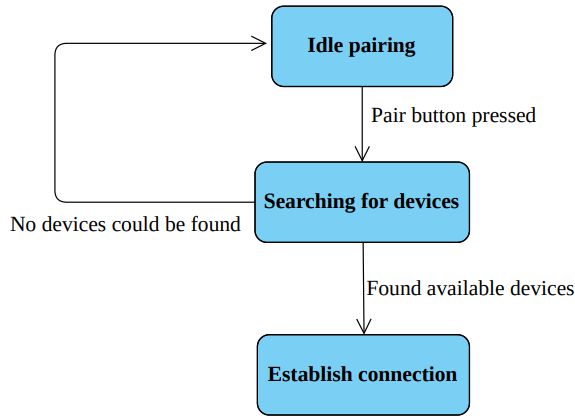 Idle pairing
Pair button pressed
Searching for devices
No devices could be found
Found available devices
Establish connection